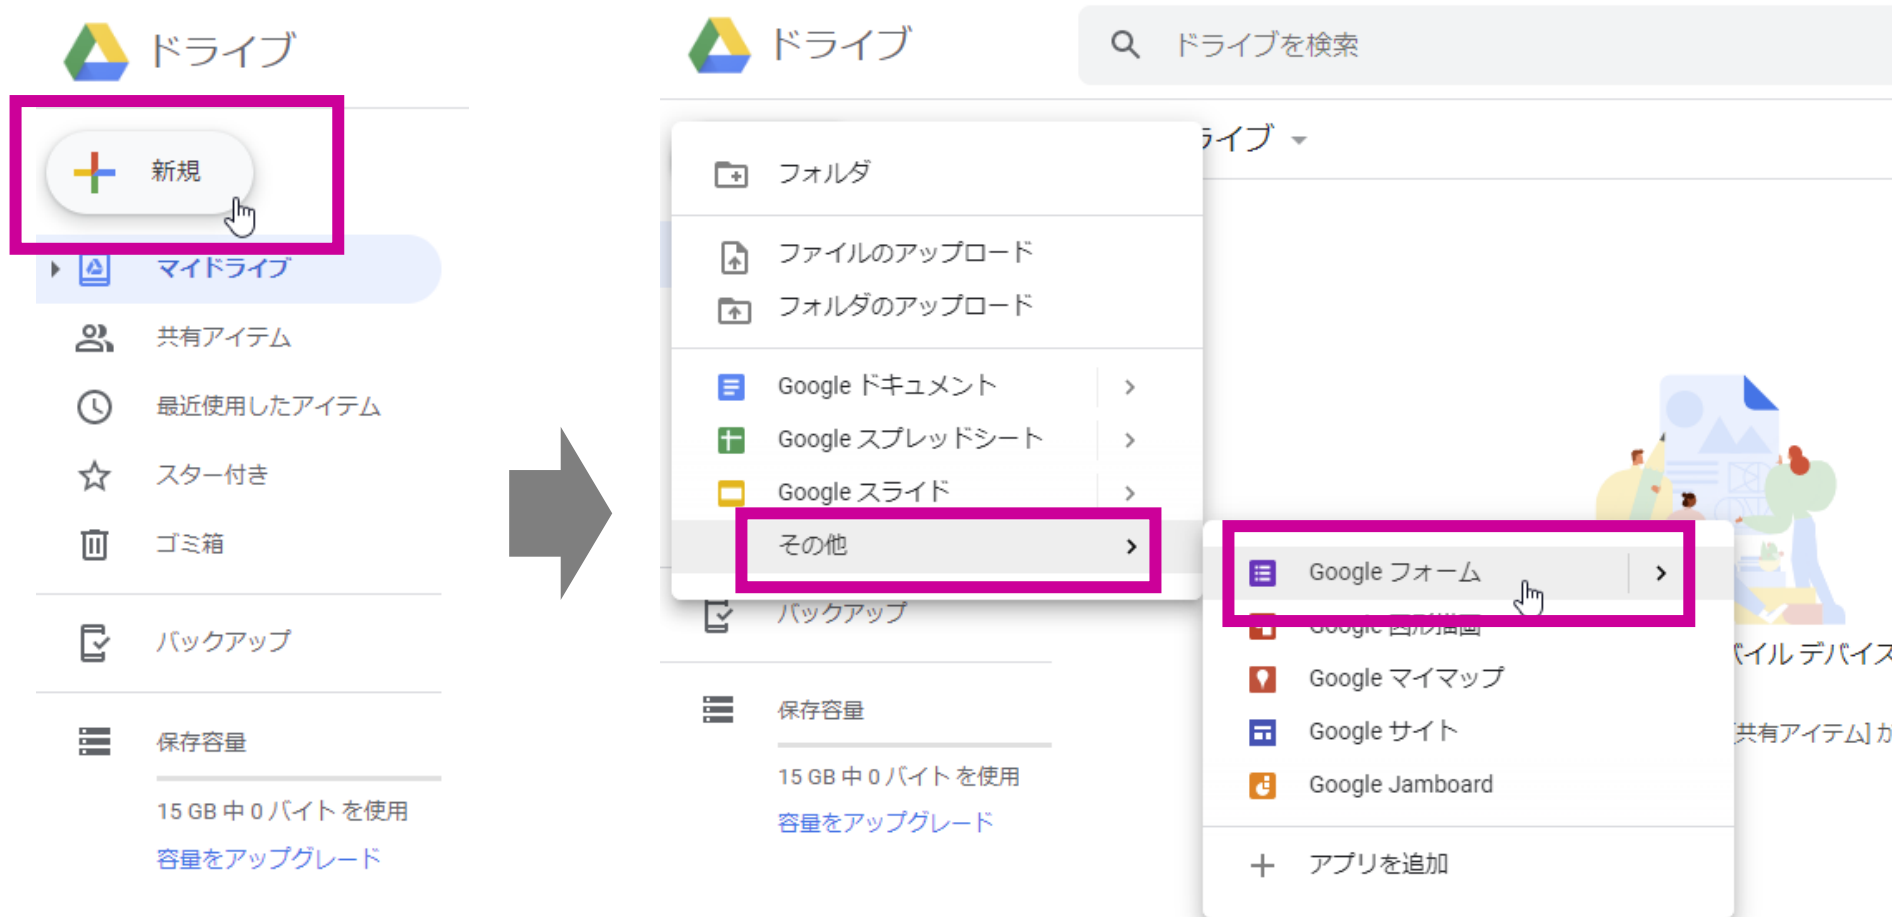 ドライブ
新規
マイドライブ
共有アイテム
最近使用したアイテム
スター付き
ゴミ箱
バックアップ
保存容量
15 GB 中 0 バイト を使用
容量をアップグレード
ドライブ
ドライブを検索
ライブ
フォルダ
ファイルのアップロード
フォルダのアップロード
Google ドキュメント
Google スプレッドシート
Google スライド
その他
バックアップ
保存容量
15 GB 中 0 バイト を使用
容量をアップグレード
Google フォーム
Google 図形描画
Google マイマップ
Google サイト
Google Jamboard
アプリを追加
バイル デバイス
[共有アイテム] か